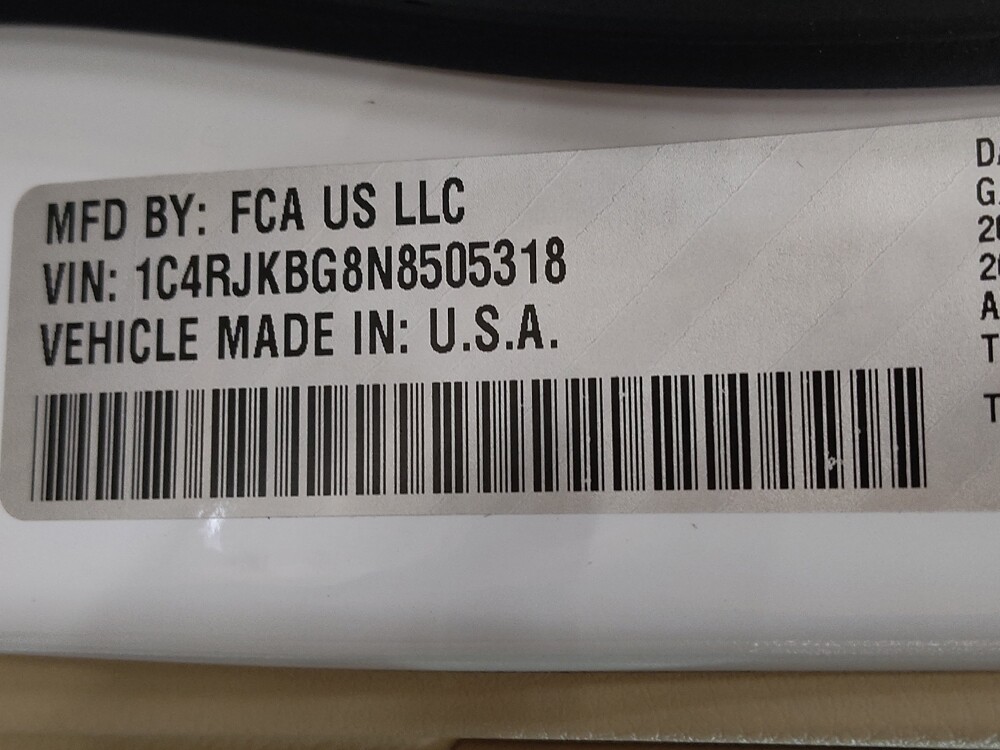 MFD BY: FCA US LLC
VIN: 1C4RJKBG8N8505318
VEHICLE MADE IN: U.S.A.